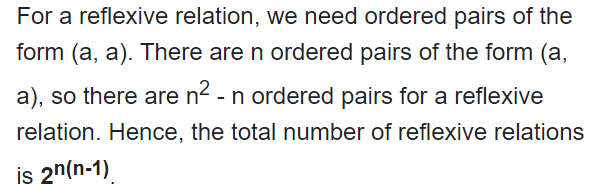 For a reflexive relation, we need ordered pairs of the
form (a, a). There are n ordered pairs of the form (a,
a), so there are n² - n ordered pairs for a reflexive
relation. Hence, the total number of reflexive relations
is 2ⁿ⁽ⁿ⁻¹⁾.